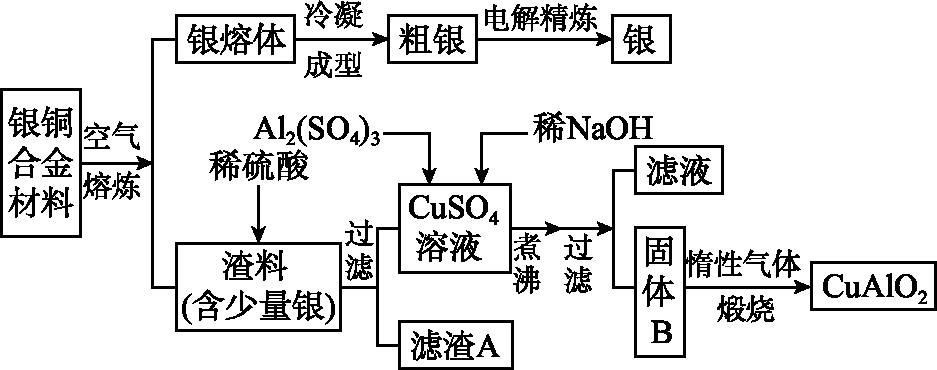 银熔体
冷凝
成型
粗银
电解精炼
银
银铜
合金
材料
空气
熔炼
Al₂(SO₄)₃
稀硫酸
稀NaOH
渣料
(含少量银)
过
滤
CuSO₄
溶液
煮
沸
过
滤
滤液
固
体
B
惰性气体
煅烧
CuAlO₂
滤渣A